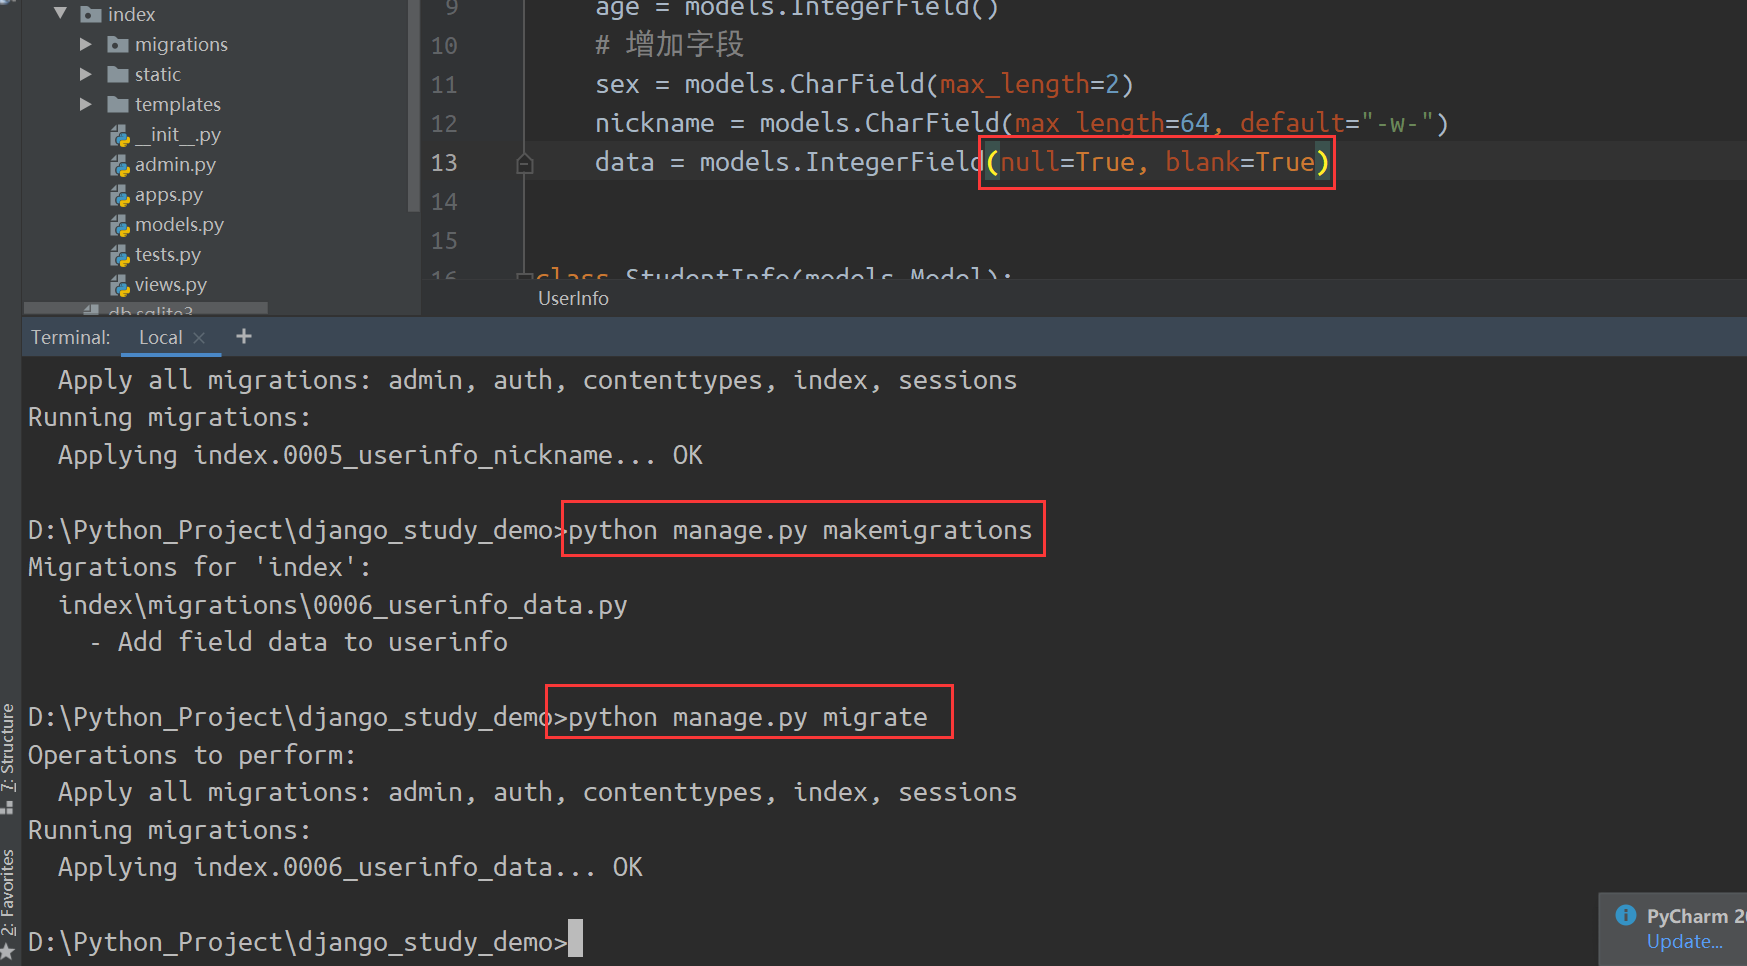 index
migrations
static
templates
__init__.py
admin.py
apps.py
models.py
tests.py
views.py
db.sqlite3
9 age = models.IntegerField()
10 # 增加字段
11 sex = models.CharField(max_length=2)
12 nickname = models.CharField(max_length=64, default="-w-")
13 data = models.IntegerField(null=True, blank=True)
14
15
16 class StudentInfo(models.Model):
UserInfo
Terminal: Local × +
Apply all migrations: admin, auth, contenttypes, index, sessions
Running migrations:
Applying index.0005_userinfo_nickname... OK
D:\Python_Project\django_study_demo>python manage.py makemigrations
Migrations for 'index':
index\migrations\0006_userinfo_data.py
- Add field data to userinfo
D:\Python_Project\django_study_demo>python manage.py migrate
Operations to perform:
Apply all migrations: admin, auth, contenttypes, index, sessions
Running migrations:
Applying index.0006_userinfo_data... OK
D:\Python_Project\django_study_demo>
7: Structure
2: Favorites
PyCharm 20
Update...